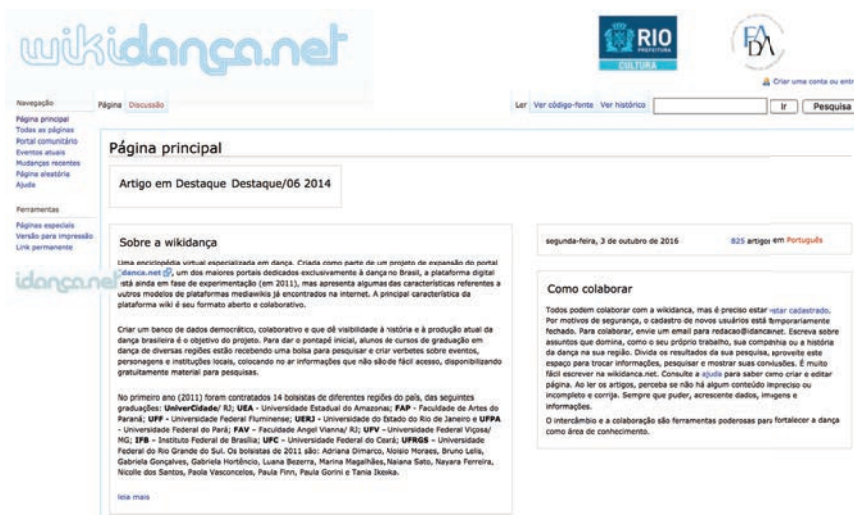 wikidança.net
RIO
PREFEITURA
CULTURA
FADA
Criar uma conta ou entr
Navegação
Página principal
Todas as páginas
Portal comunitário
Eventos atuais
Mudanças recentes
Página aleatória
Ajuda
Ferramentas
Páginas especiais
Versão para impressão
Link permanente
idança.net
Página Discussão
Ler Ver código-fonte Ver histórico Ir Pesquisa
Página principal
Artigo em Destaque Destaque/06 2014
Sobre a wikidança
Uma enciclopédia virtual especializada em dança. Criada como parte de um projeto de expansão do portal
idanca.net, um dos maiores portais dedicados exclusivamente à dança no Brasil, a plataforma digital
está ainda em fase de experimentação (em 2011), mas apresenta algumas das características referentes a
outros modelos de plataformas mediawikis já encontrados na internet. A principal característica da
plataforma wiki é seu formato aberto e colaborativo.
Criar um banco de dados democrático, colaborativo e que dê visibilidade à história e à produção atual da
dança brasileira é o objetivo do projeto. Para dar o pontapé inicial, alunos de cursos de graduação em
dança de diversas regiões estão recebendo uma bolsa para pesquisar e criar verbetes sobre eventos,
personagens e instituições locais, colocando no ar informações que não são de fácil acesso, disponibilizando
gratuitamente material para pesquisas.
No primeiro ano (2011) foram contratados 14 bolsistas de diferentes regiões do país, das seguintes
graduações: UniverCidade/ RJ; UEA - Universidade Estadual do Amazonas; FAP - Faculdade de Artes do
Paraná; UFF - Universidade Federal Fluminense; UERJ - Universidade do Estado do Rio de Janeiro e UFPA
- Universidade Federal do Pará; FAV – Faculdade Angel Vianna/ RJ; UFV – Universidade Federal Viçosa/
MG; IFB – Instituto Federal de Brasília; UFC – Universidade Federal do Ceará; UFRGS – Universidade
Federal do Rio Grande do Sul. Os bolsistas de 2011 são: Adriana Dimarco, Aloisio Moraes, Bruno Lelis,
Gabriela Gonçalves, Gabriela Hortêncio, Luana Bezerra, Marina Magalhães, Naiana Sato, Nayara Ferreira,
Nicolle dos Santos, Paola Vasconcelos, Paula Finn, Paula Gorini e Tania Ikeoka.
leia mais
segunda-feira, 3 de outubro de 2016 825 artigos em Português
Como colaborar
Todos podem colaborar com a wikidanca, mas é preciso estar estar cadastrado.
Por motivos de segurança, o cadastro de novos usuários está temporariamente
fechado. Para colaborar, envie um email para redacao@idancanet. Escreva sobre
assuntos que domina, como o seu próprio trabalho, sua companhia ou a história
da dança na sua região. Divida os resultados da sua pesquisa, aproveite este
espaço para trocar informações, pesquisar e mostrar suas conclusões. É muito
fácil escrever na wikidanca.net. Consulte a ajuda para saber como criar e editar
página. Ao ler os artigos, perceba se não há algum conteúdo impreciso ou
incompleto e corrija. Sempre que puder, acrescente dados, imagens e
informações.
O intercâmbio e a colaboração são ferramentas poderosas para fortalecer a dança
como área de conhecimento.